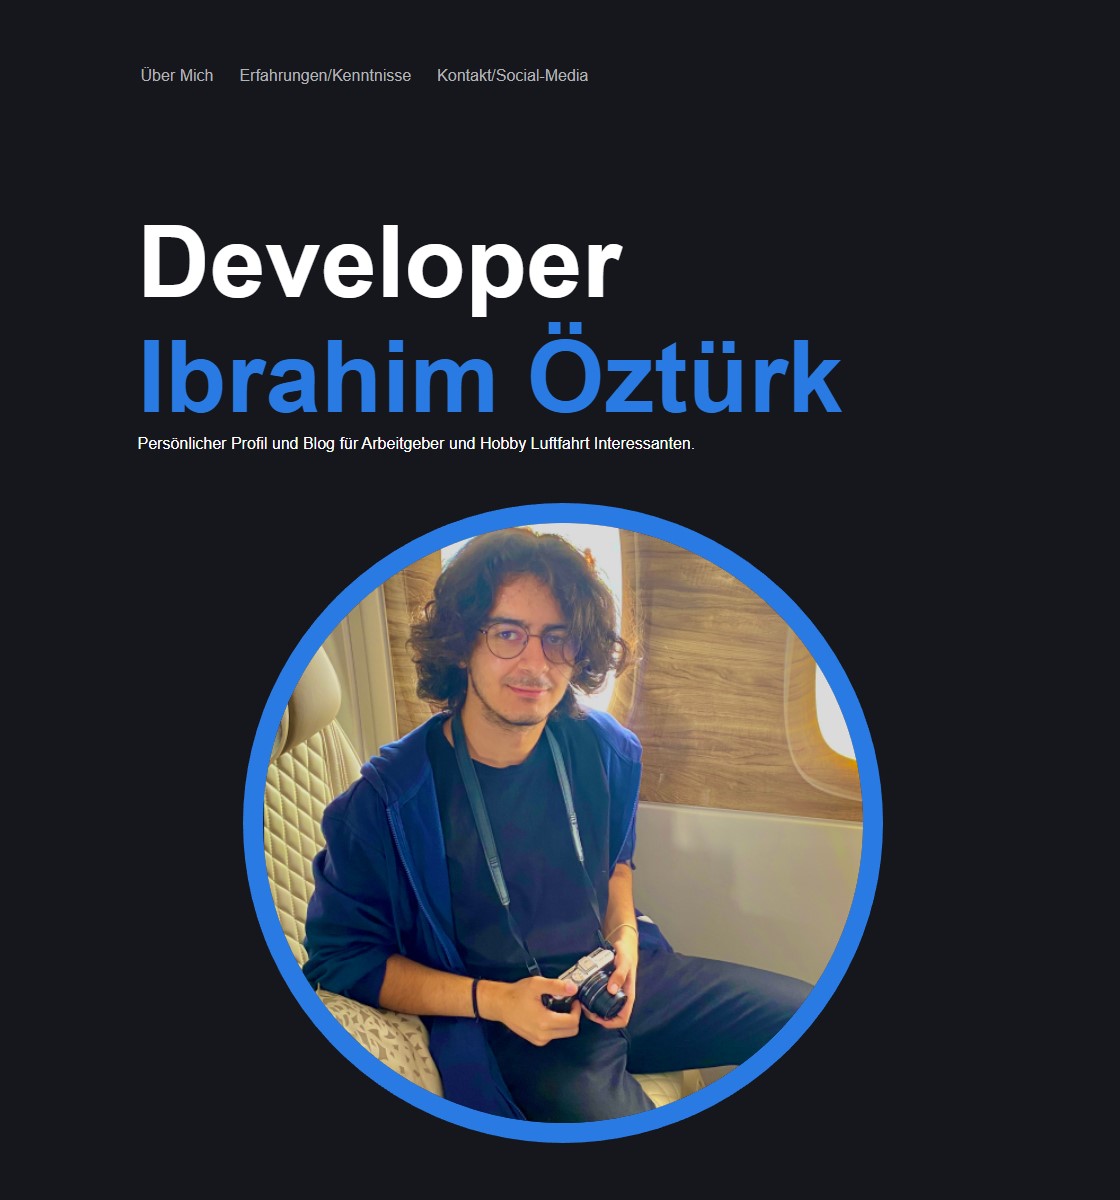 Über Mich Erfahrungen/Kenntnisse Kontakt/Social-Media
Developer
Ibrahim Öztürk
Persönlicher Profil und Blog für Arbeitgeber und Hobby Luftfahrt Interessanten.